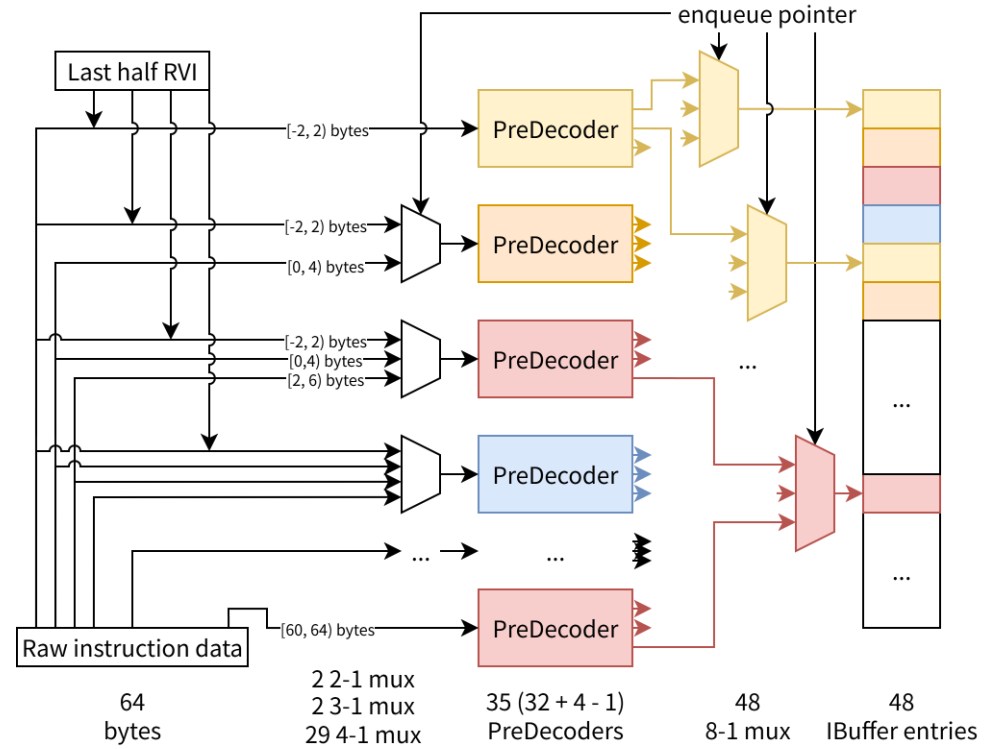 enqueue pointer
Last half RVI
[-2, 2) bytes
PreDecoder
[-2, 2) bytes
[0, 4) bytes
PreDecoder
[-2, 2) bytes
[0,4) bytes
[2, 6) bytes
PreDecoder
...
...
PreDecoder
...
...
...
[60, 64) bytes
PreDecoder
Raw instruction data
64
bytes
2 2-1 mux
2 3-1 mux
29 4-1 mux
35 (32 + 4 - 1)
PreDecoders
48
8-1 mux
48
IBuffer entries